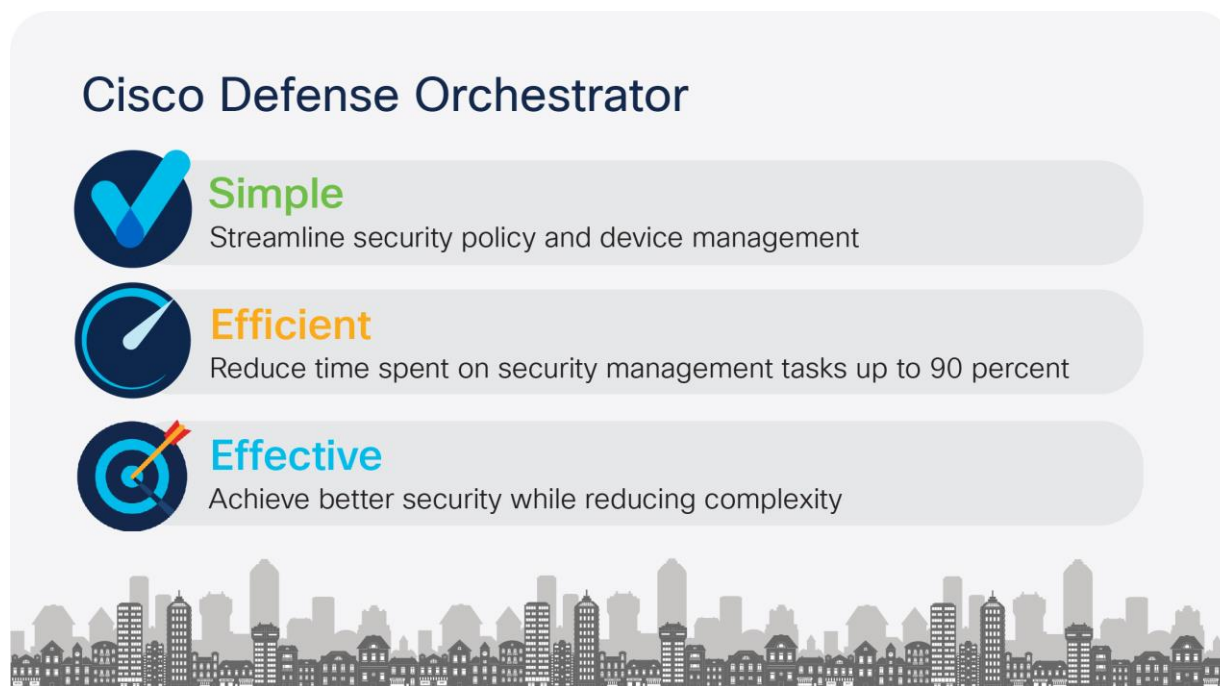 Cisco Defense Orchestrator
Simple
Streamline security policy and device management
Efficient
Reduce time spent on security management tasks up to 90 percent
Effective
Achieve better security while reducing complexity